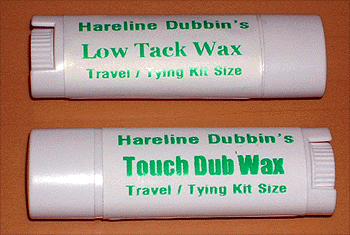 Hareline Dubbin's
Low Tack Wax
Travel / Tying Kit Size
Hareline Dubbin's
Touch Dub Wax
Travel / Tying Kit Size